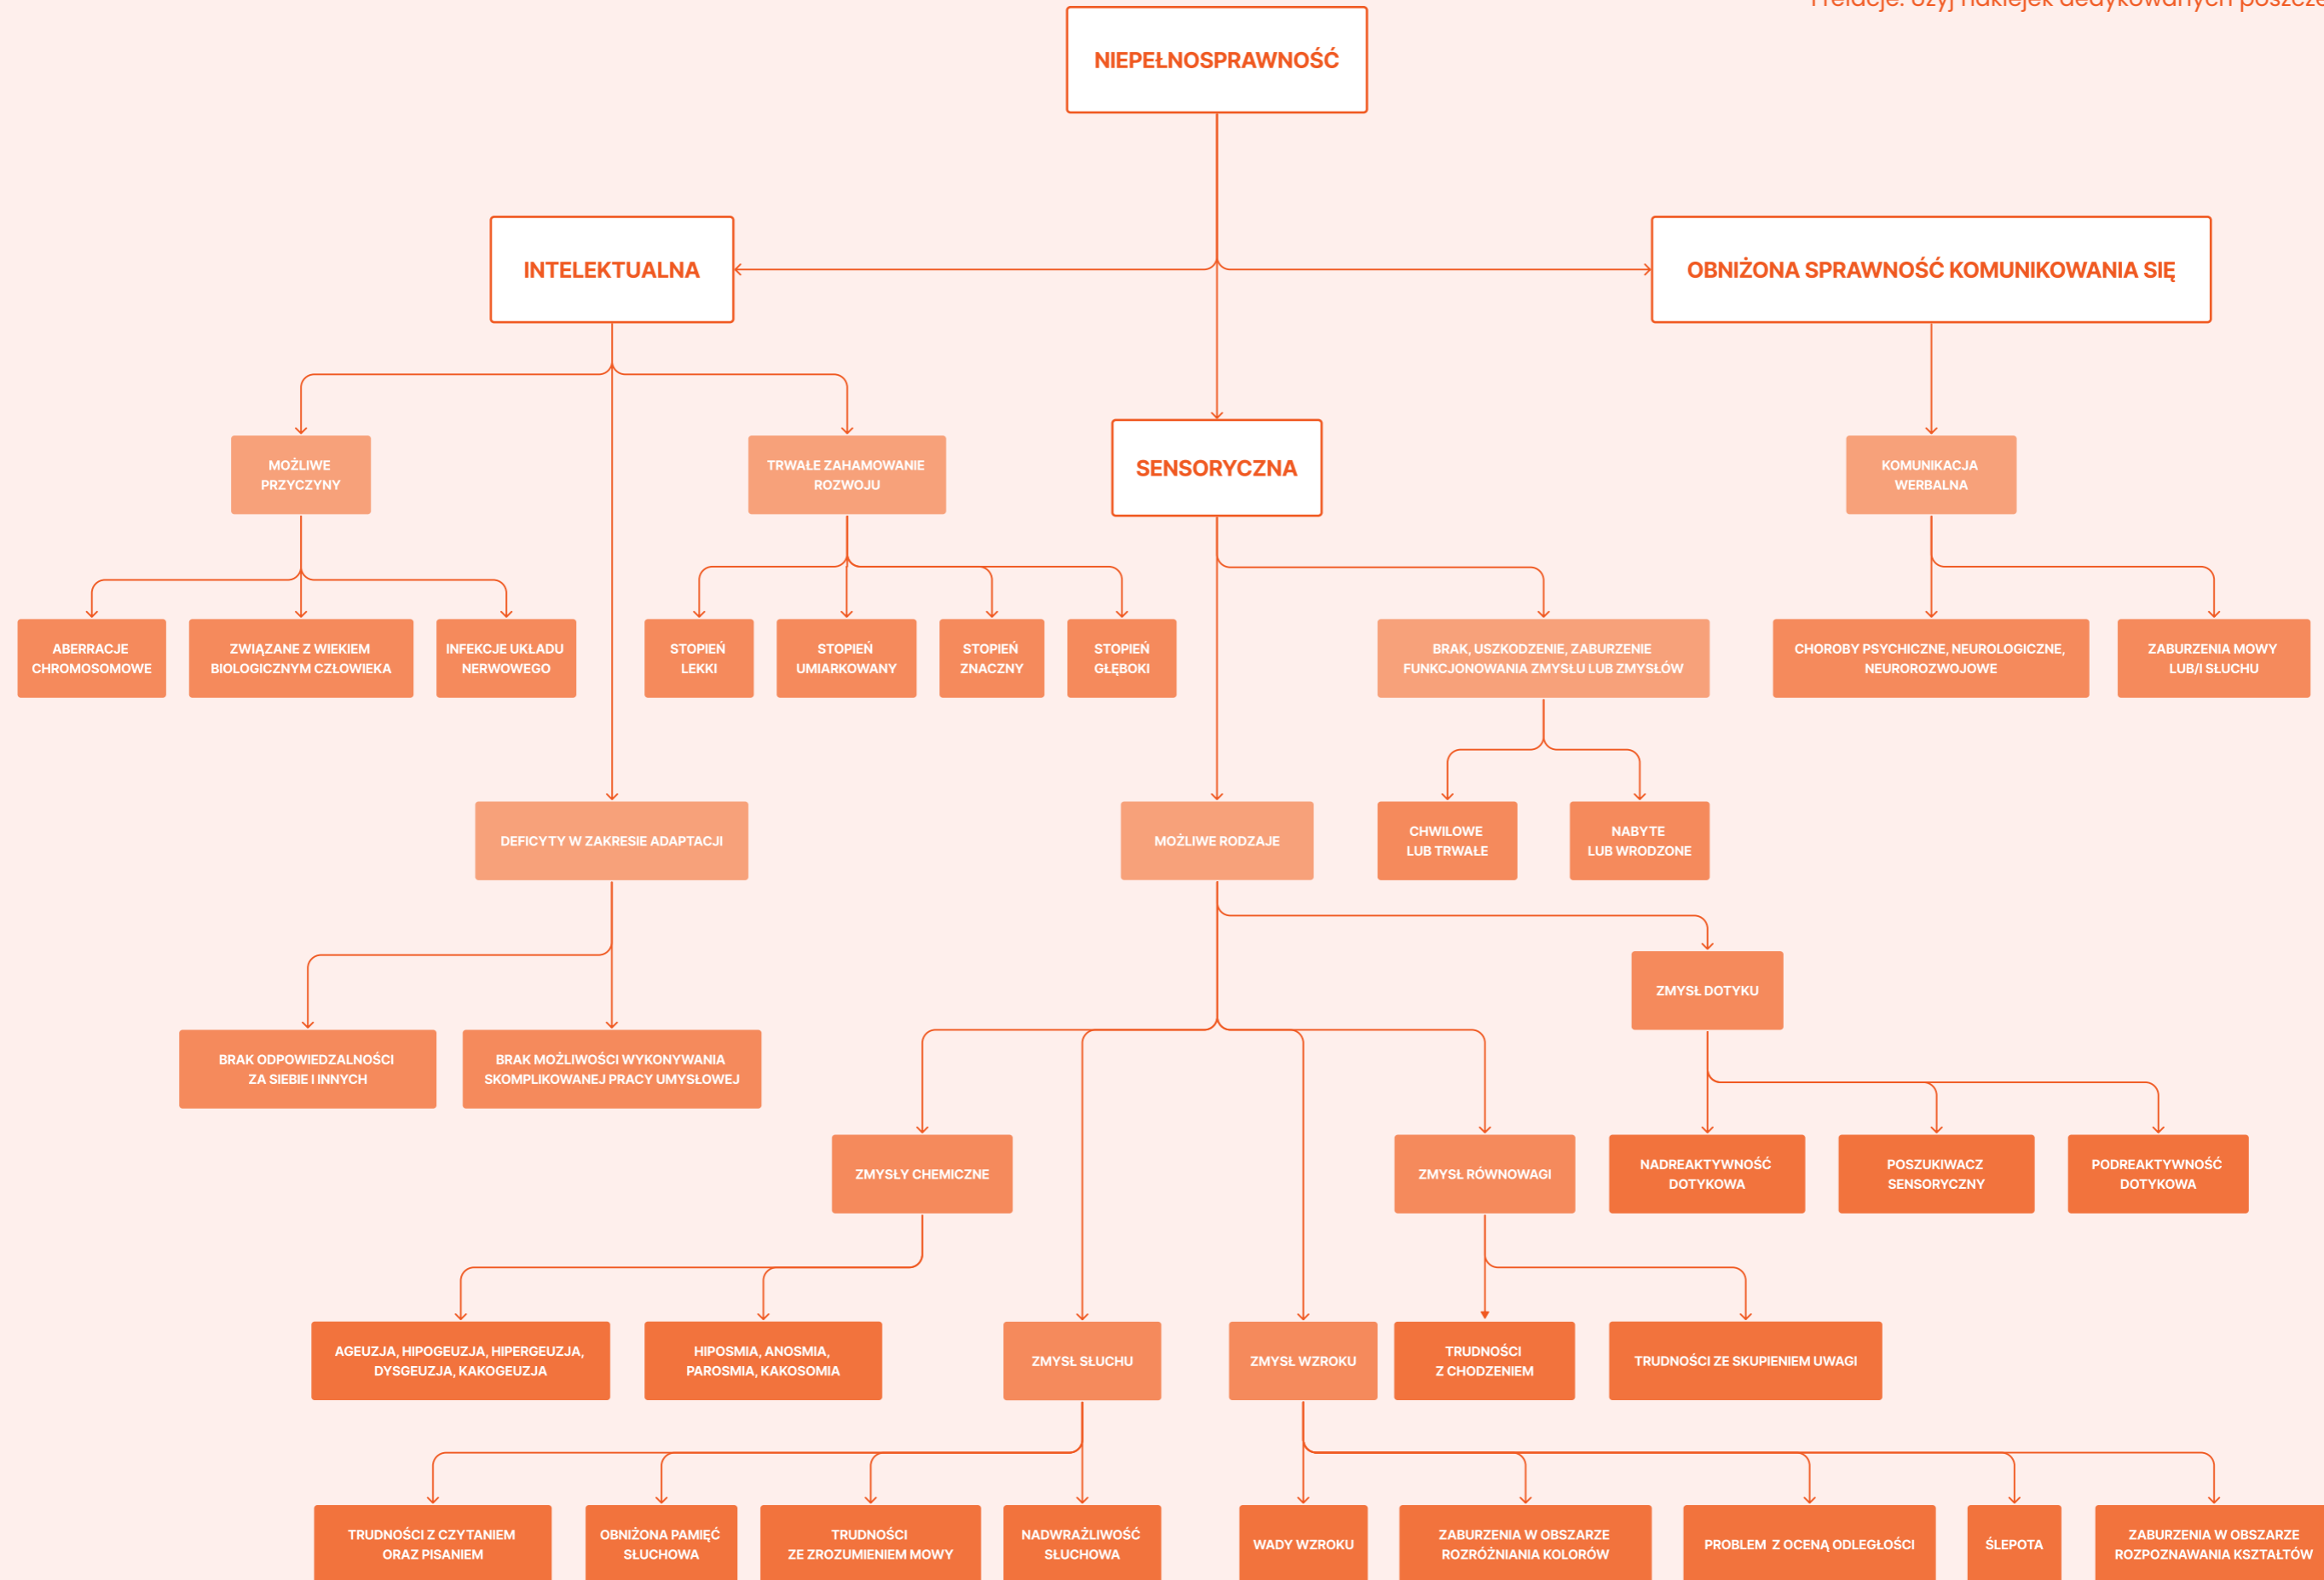 i relacje. Użyj naklejek dedykowanych
NIEPEŁNOSPRAWNOŚĆ
INTELEKTUALNA
OBNIŻONA SPRAWNOŚĆ KOMUNIKOWANIA SIĘ
MOŻLIWE
PRZYCZYNY
TRWAŁE ZAHAMOWANIE
ROZWOJU
SENSORYCZNA
KOMUNIKACJA
WERBALNA
ABERRACJE
CHROMOSOMOWE
ZWIĄZANE Z WIEKIEM
BIOLOGICZNYM CZŁOWIEKA
INFEKCJE UKŁADU
NERWOWEGO
STOPIEŃ
LEKKI
STOPIEŃ
UMIARKOWANY
STOPIEŃ
ZNACZNY
STOPIEŃ
GŁĘBOKI
BRAK, USZKODZENIE, ZABURZENIE
FUNKCJONOWANIA ZMYSŁU LUB ZMYSŁÓW
CHOROBY PSYCHICZNE, NEUROLOGICZNE,
NEUROROZWOJOWE
ZABURZENIA MOWY
LUB/I SŁUCHU
DEFICYTY W ZAKRESIE ADAPTACJI
MOŻLIWE RODZAJE
CHWILOWE
LUB TRWAŁE
NABYTE
LUB WRODZONE
ZMYSŁ DOTYKU
BRAK ODPOWIEDZALNOŚCI
ZA SIEBIE I INNYCH
BRAK MOŻLIWOŚCI WYKONYWANIA
SKOMPLIKOWANEJ PRACY UMYSŁOWEJ
ZMYSŁY CHEMICZNE
ZMYSŁ RÓWNOWAGI
NADREAKTYWNOŚĆ
DOTYKOWA
POSZUKIWACZ
SENSORYCZNY
PODREAKTYWNOŚĆ
DOTYKOWA
AGEUZJA, HIPOGEUZJA, HIPERGEUZJA,
DYSGEUZJA, KAKOGEUZJA
HIPOSMIA, ANOSMIA,
PAROSMIA, KAKOSOMIA
ZMYSŁ SŁUCHU
ZMYSŁ WZROKU
TRUDNOŚCI
Z CHODZENIEM
TRUDNOŚCI ZE SKUPIENIEM UWAGI
TRUDNOŚCI Z CZYTANIEM
ORAZ PISANIEM
OBNIŻONA PAMIĘĆ
SŁUCHOWA
TRUDNOŚCI
ZE ZROZUMIENIEM MOWY
NADWRAŻLIWOŚĆ
SŁUCHOWA
WADY WZROKU
ZABURZENIA W OBSZARZE
ROZRÓŻNIANIA KOLORÓW
PROBLEM Z OCENĄ ODLEGŁOŚCI
ŚLEPOTA
ZABURZENIA W OBSZARZE
ROZPOZNAWANIA KSZTAŁTÓW